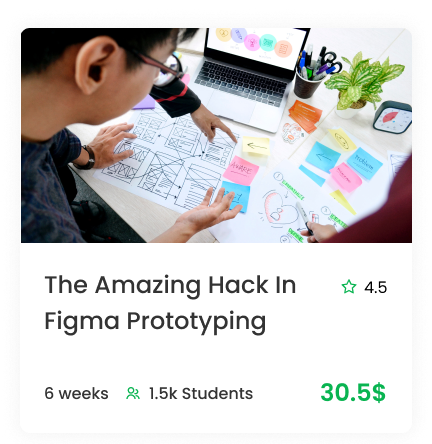 The Amazing Hack In
Figma Prototyping
4.5
6 weeks
1.5k Students
30.5$